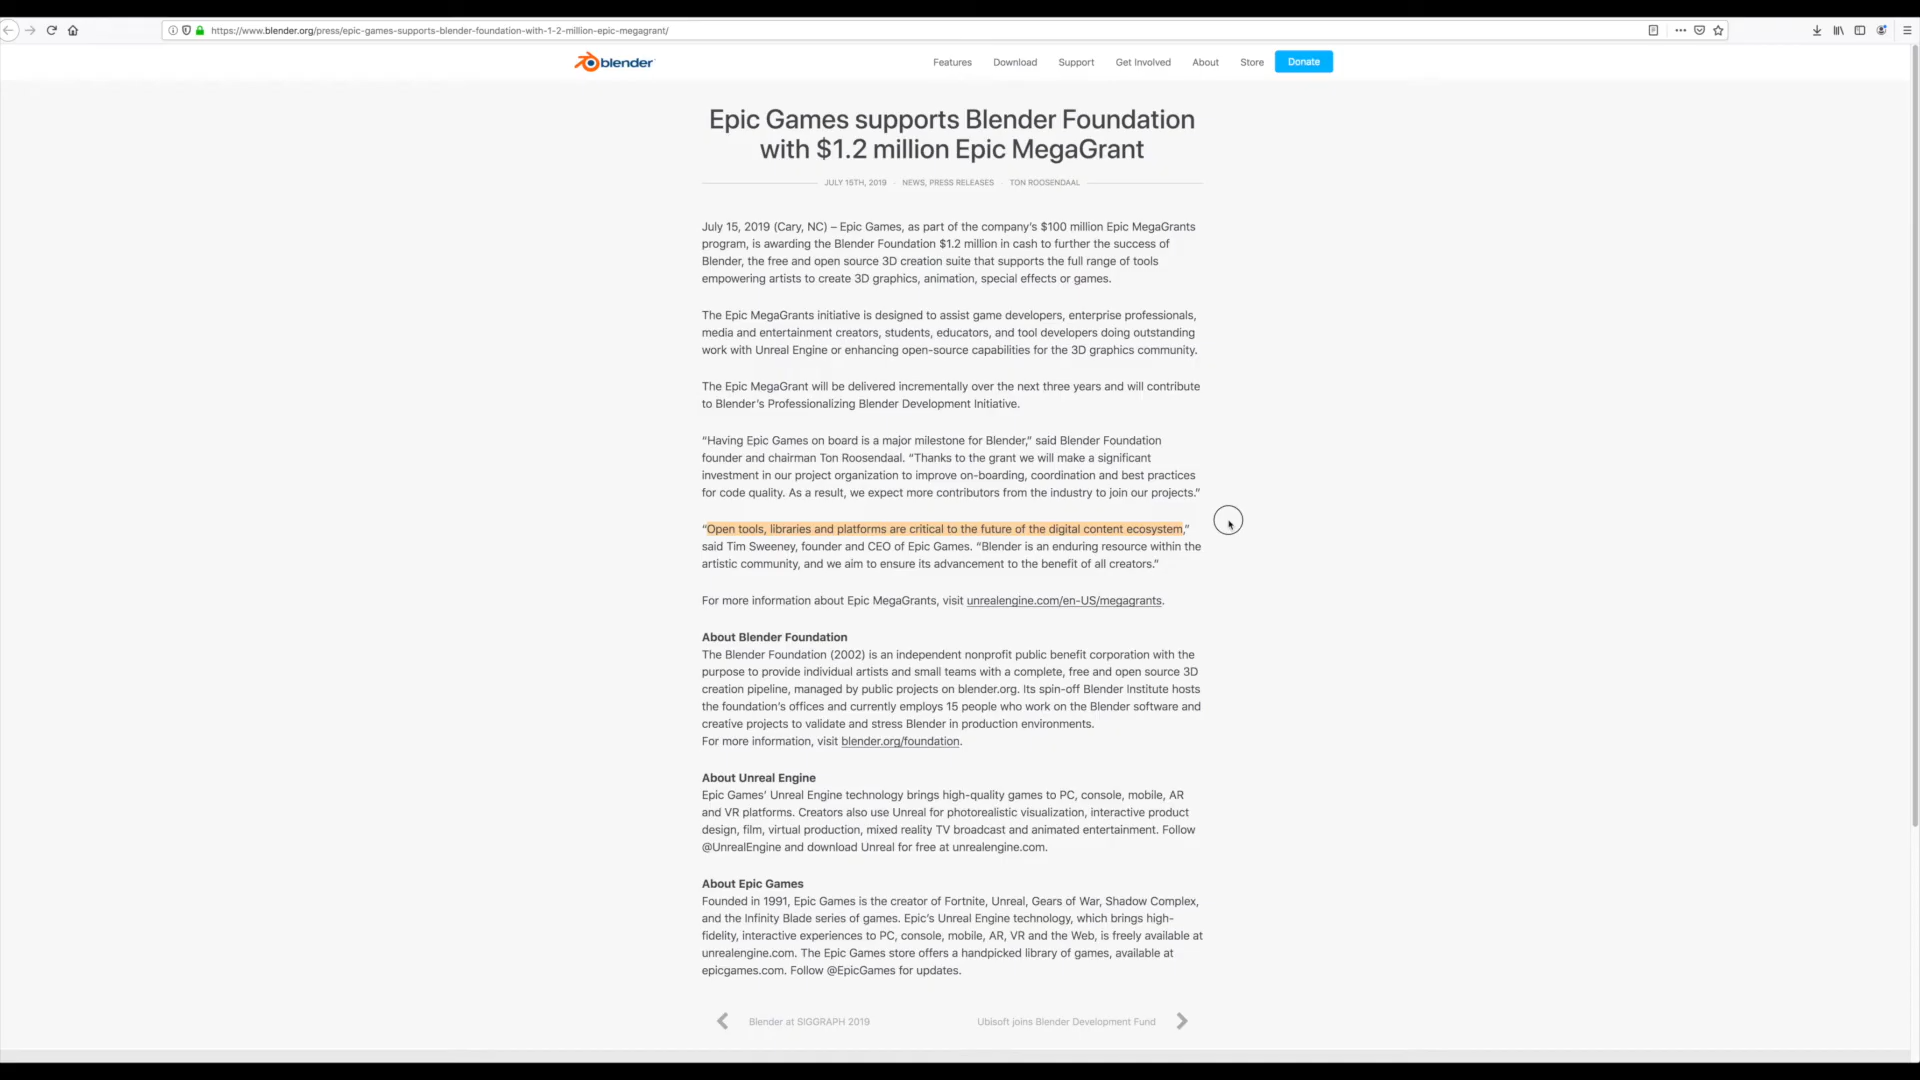 https://www.blender.org/press/epic-games-supports-blender-foundation-with-1-2-million-epic-megagrant/
blender
Features Download Support Get Involved About Store Donate
Epic Games supports Blender Foundation
with $1.2 million Epic MegaGrant
JULY 15TH, 2019 · NEWS, PRESS RELEASES · TON ROOSENDAAL
July 15, 2019 (Cary, NC) – Epic Games, as part of the company’s $100 million Epic MegaGrants
program, is awarding the Blender Foundation $1.2 million in cash to further the success of
Blender, the free and open source 3D creation suite that supports the full range of tools
empowering artists to create 3D graphics, animation, special effects or games.
The Epic MegaGrants initiative is designed to assist game developers, enterprise professionals,
media and entertainment creators, students, educators, and tool developers doing outstanding
work with Unreal Engine or enhancing open-source capabilities for the 3D graphics community.
The Epic MegaGrant will be delivered incrementally over the next three years and will contribute
to Blender’s Professionalizing Blender Development Initiative.
“Having Epic Games on board is a major milestone for Blender,” said Blender Foundation
founder and chairman Ton Roosendaal. “Thanks to the grant we will make a significant
investment in our project organization to improve on-boarding, coordination and best practices
for code quality. As a result, we expect more contributors from the industry to join our projects.”
“Open tools, libraries and platforms are critical to the future of the digital content ecosystem,”
said Tim Sweeney, founder and CEO of Epic Games. “Blender is an enduring resource within the
artistic community, and we aim to ensure its advancement to the benefit of all creators.”
For more information about Epic MegaGrants, visit unrealengine.com/en-US/megagrants.
About Blender Foundation
The Blender Foundation (2002) is an independent nonprofit public benefit corporation with the
purpose to provide individual artists and small teams with a complete, free and open source 3D
creation pipeline, managed by public projects on blender.org. Its spin-off Blender Institute hosts
the foundation’s offices and currently employs 15 people who work on the Blender software and
creative projects to validate and stress Blender in production environments.
For more information, visit blender.org/foundation.
About Unreal Engine
Epic Games’ Unreal Engine technology brings high-quality games to PC, console, mobile, AR
and VR platforms. Creators also use Unreal for photorealistic visualization, interactive product
design, film, virtual production, mixed reality TV broadcast and animated entertainment. Follow
@UnrealEngine and download Unreal for free at unrealengine.com.
About Epic Games
Founded in 1991, Epic Games is the creator of Fortnite, Unreal, Gears of War, Shadow Complex,
and the Infinity Blade series of games. Epic’s Unreal Engine technology, which brings high-
fidelity, interactive experiences to PC, console, mobile, AR, VR and the Web, is freely available at
unrealengine.com. The Epic Games store offers a handpicked library of games, available at
epicgames.com. Follow @EpicGames for updates.
Blender at SIGGRAPH 2019 Ubisoft joins Blender Development Fund